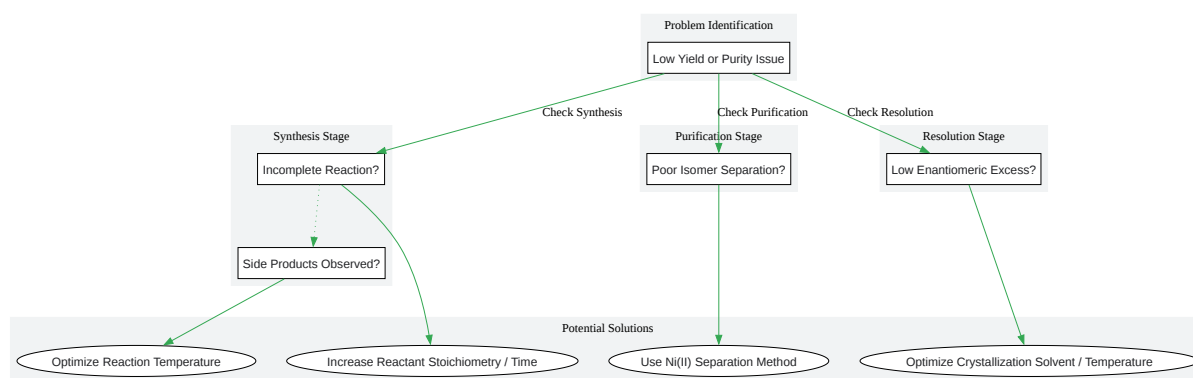 Problem Identification
Low Yield or Purity Issue
Check Synthesis
Check Purification
Check Resolution
Synthesis Stage
Purification Stage
Resolution Stage
Incomplete Reaction?
Poor Isomer Separation?
Low Enantiomeric Excess?
Side Products Observed?
Potential Solutions
Optimize Reaction Temperature
Increase Reactant Stoichiometry / Time
Use Ni(II) Separation Method
Optimize Crystallization Solvent / Temperature